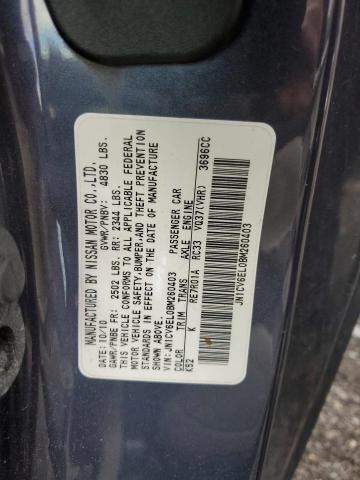 MANUFACTURED BY NISSAN MOTOR CO.,LTD.
10/10 GVWR/PNBV: 4830 LBS.
GAWR/PNBE FR: 2502 LBS. RR: 2344 LBS.
THIS VEHICLE CONFORMS TO ALL APPLICABLE FEDERAL
MOTOR VEHICLE SAFETY,BUMPER,AND THEFT PREVENTION
STANDARDS IN EFFECT ON THE DATE OF MANUFACTURE
SHOWN ABOVE.
VIN:JN1CV6EL0BM260403 PASSENGER CAR
COLOR TRIM TRANS AXLE ENGINE
K52 K RE7R01A RC33 VQ37(VHR) 3696CC
JN1CV6EL0BM260403